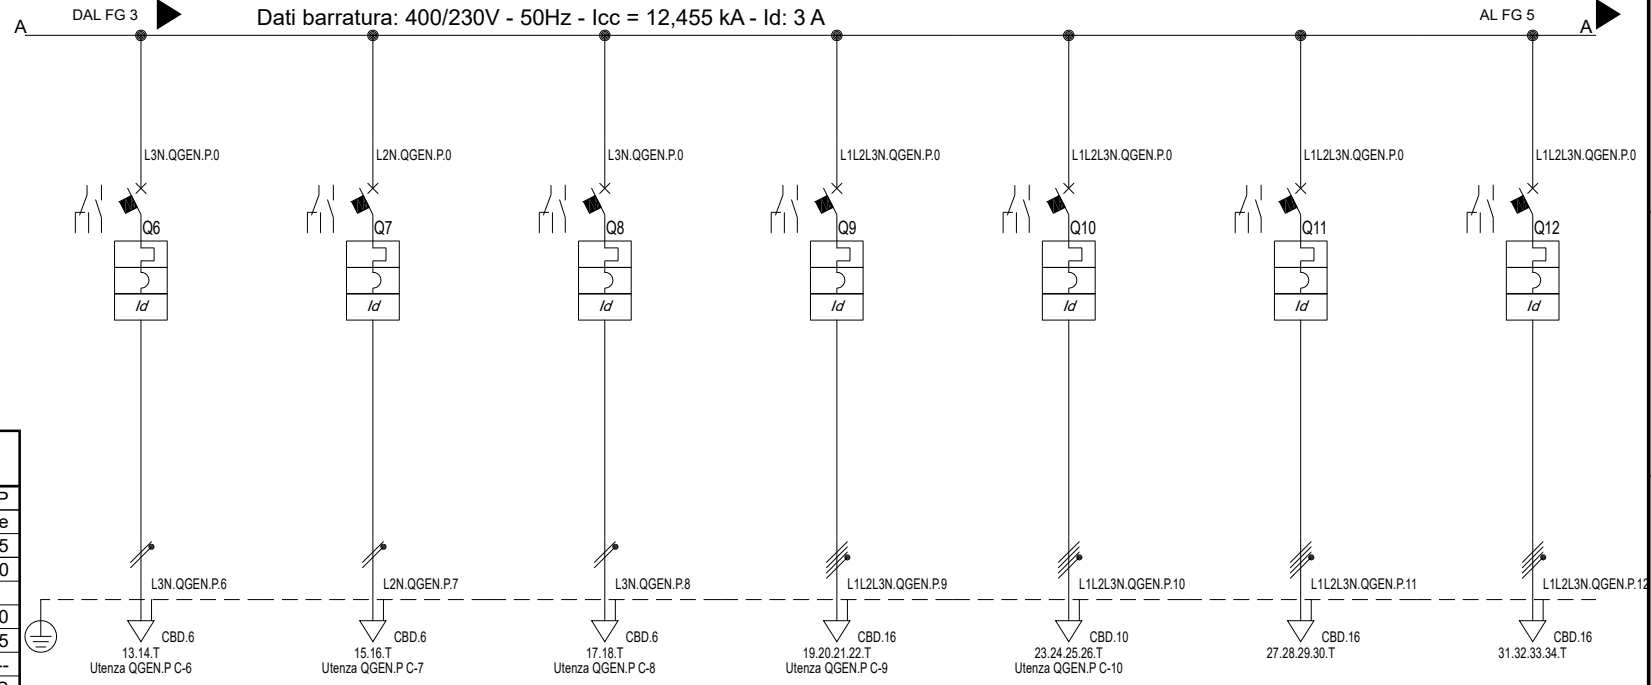 DAL FG 3
Dati barratura: 400/230V - 50Hz - Icc = 12,455 kA - Id: 3 A
AL FG 5
A
A
L3N.QGEN.P.0
L2N.QGEN.P.0
L3N.QGEN.P.0
L1L2L3N.QGEN.P.0
L1L2L3N.QGEN.P.0
L1L2L3N.QGEN.P.0
L1L2L3N.QGEN.P.0
Q6
Q7
Q8
Q9
Q10
Q11
Q12
Id
Id
Id
Id
Id
Id
Id
P
e
5
0
0
5
--
L3N.QGEN.P.6
L2N.QGEN.P.7
L3N.QGEN.P.8
L1L2L3N.QGEN.P.9
L1L2L3N.QGEN.P.10
L1L2L3N.QGEN.P.11
L1L2L3N.QGEN.P.12
CBD.6
CBD.6
CBD.6
CBD.16
CBD.10
CBD.16
CBD.16
13.14.T
Utenza QGEN.P C-6
15.16.T
Utenza QGEN.P C-7
17.18.T
Utenza QGEN.P C-8
19.20.21.22.T
Utenza QGEN.P C-9
23.24.25.26.T
Utenza QGEN.P C-10
27.28.29.30.T
31.32.33.34.T